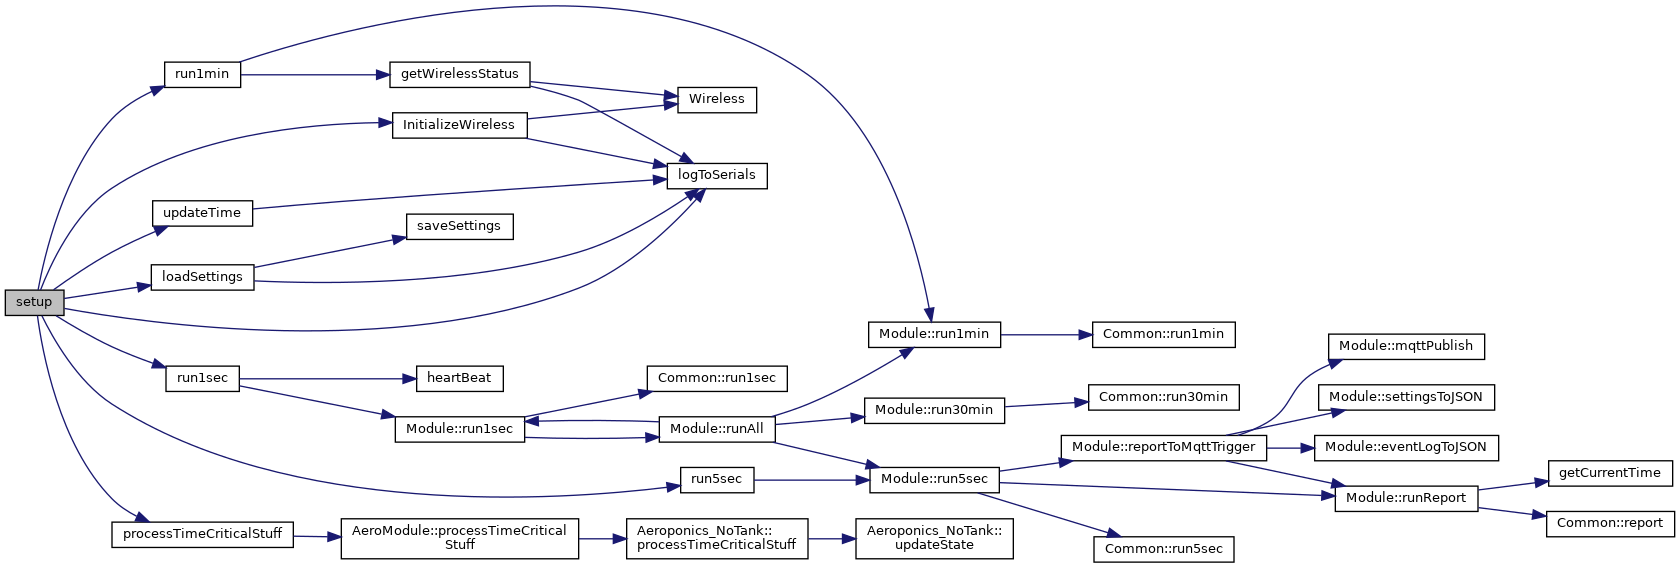 run1min
getWirelessStatus
Wireless
InitializeWireless
logToSerials
updateTime
saveSettings
loadSettings
setup
Module::run1min
Common::run1min
Module::mqttPublish
run1sec
heartBeat
Common::run1sec
Module::settingsToJSON
Common::run30min
Module::run30min
Module::run1sec
Module::runAll
Module::reportToMqttTrigger
Module::eventLogToJSON
getCurrentTime
run5sec
Module::run5sec
Module::runReport
Common::report
processTimeCriticalStuff
AeroModule::processTimeCritical
Stuff
Aeroponics_NoTank::
processTimeCriticalStuff
Aeroponics_NoTank::
updateState
Common::run5sec